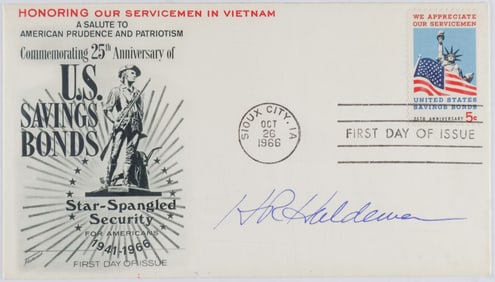 HONORING OUR SERVICEMEN IN VIETNAM
A SALUTE TO
AMERICAN PRUDENCE AND PATRIOTISM
Commemorating 25th Anniversary of
U.S.
SAVINGS
BONDS
Star-Spangled
Security
FOR AMERICANS
1941-1966
FIRST DAY OF ISSUE
SIOUX CITY, IA
OCT
26
1966
WE APPRECIATE
OUR SERVICEMEN
UNITED STATES
SAVINGS BONDS
25TH ANNIVERSARY 5c
FIRST DAY OF ISSUE
HR Haldeman